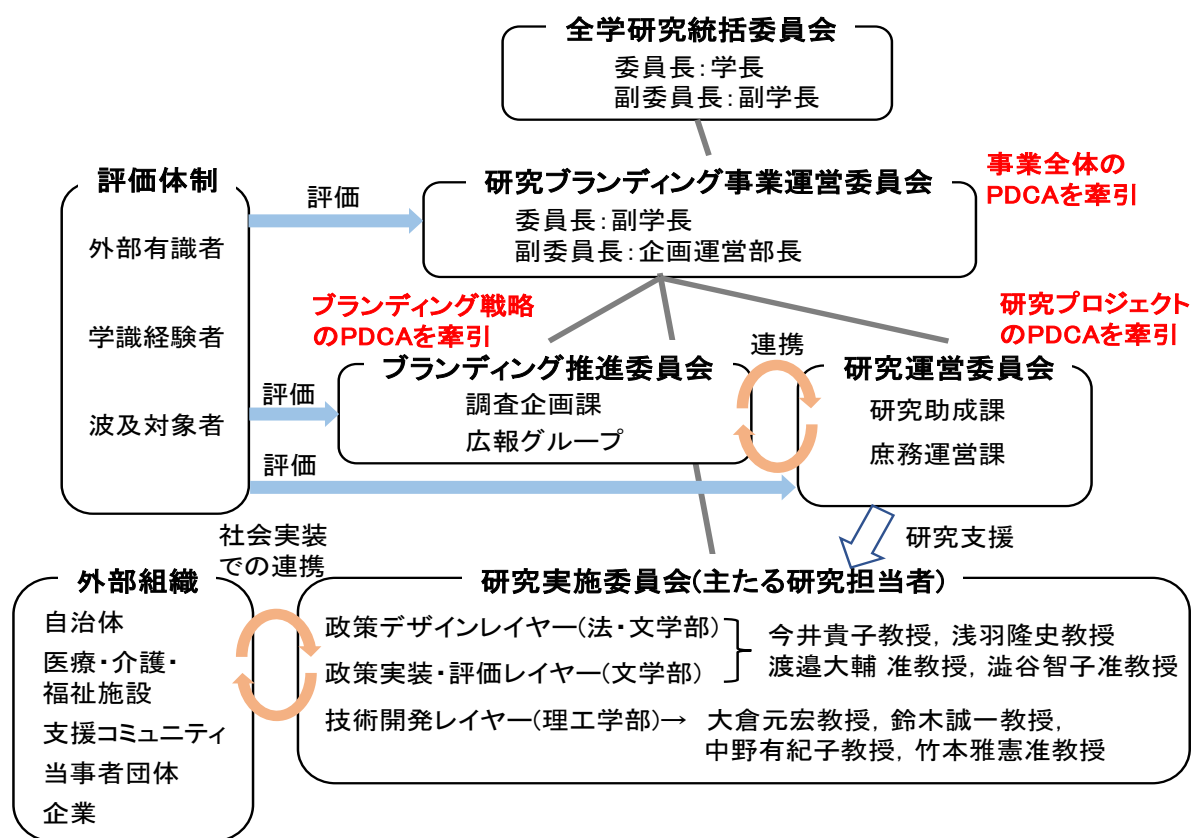 全学研究統括委員会
委員長：学長
副委員長：副学長
評価体制
外部有識者
学識経験者
波及対象者
評価
研究ブランディング事業運営委員会
委員長：副学長
副委員長：企画運営部長
事業全体の
PDCAを牽引
ブランディング戦略
のPDCAを牽引
研究プロジェクト
のPDCAを牽引
評価
ブランディング推進委員会
調査企画課
広報グループ
連携
研究運営委員会
研究助成課
庶務運営課
評価
研究支援
社会実装
での連携
外部組織
自治体
医療・介護・
福祉施設
支援コミュニティ
当事者団体
企業
研究実施委員会(主たる研究担当者)
政策デザインレイヤー(法・文学部)
政策実装・評価レイヤー(文学部)
今井貴子教授，浅羽隆史教授
渡邉大輔 准教授，澁谷智子准教授
技術開発レイヤー(理工学部)→ 大倉元宏教授，鈴木誠一教授，
中野有紀子教授，竹本雅憲准教授